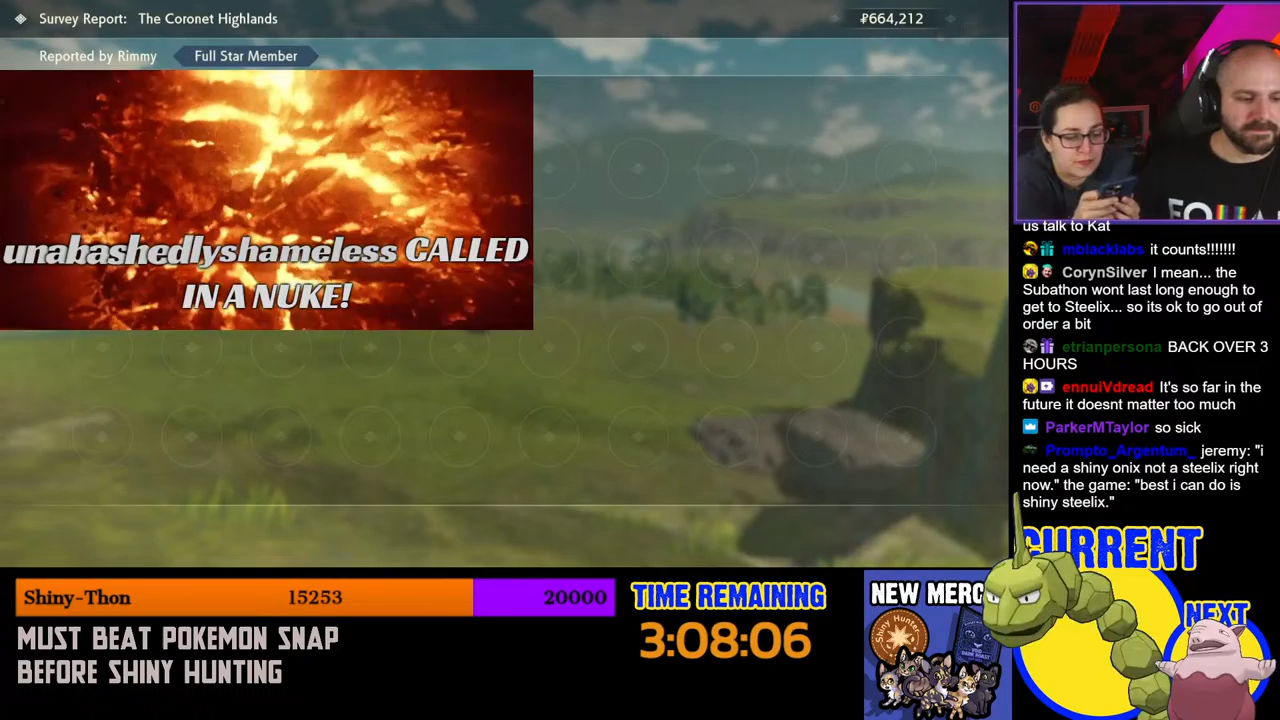 Survey Report: The Coronet Highlands
₽664,212
Reported by Rimmy
Full Star Member
unabashedlyshameless CALLED
IN A NUKE!
us talk to Kat
mblacklabs it counts!!!!!!!
CorynSilver I mean... the
Subathon wont last long enough to
get to Steelix... so its ok to go out of
order a bit
etrianpersona BACK OVER 3
HOURS
ennuiVdread It's so far in the
future it doesnt matter too much
ParkerMTaylor so sick
Prompto_Argentum_ jeremy: "i
need a shiny onix not a steelix right
now." the game: "best i can do is
shiny steelix."
CURRENT
NEXT
Shiny-Thon 15253 20000
MUST BEAT POKEMON SNAP
BEFORE SHINY HUNTING
TIME REMAINING
3:08:06
NEW MERC
Shiny Hunter